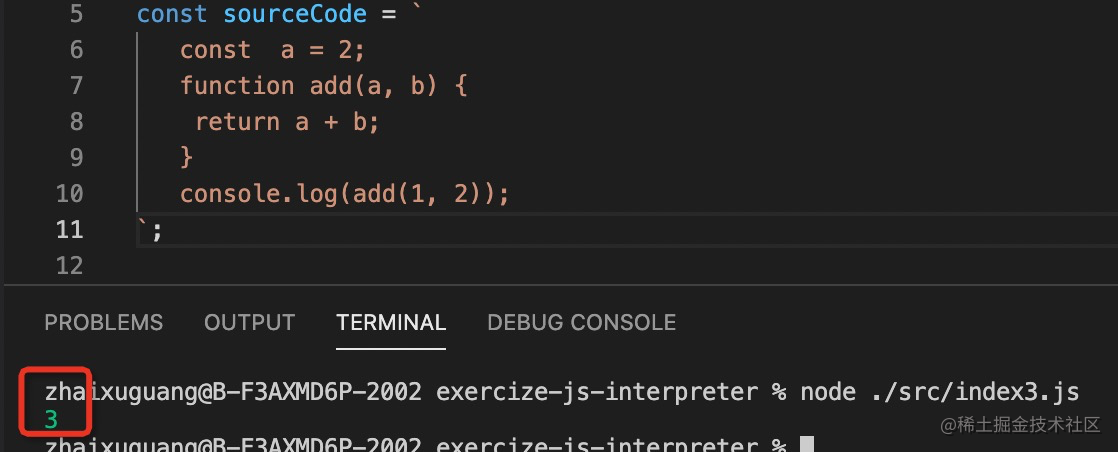 5 const sourceCode = `
6 const  a = 2;
7 function add(a, b) {
8 return a + b;
9 }
10 console.log(add(1, 2));
11 `;
12
PROBLEMS OUTPUT TERMINAL DEBUG CONSOLE
zhaixuguang@B-F3AXMD6P-2002 exercize-js-interpreter % node ./src/index3.js
3
zhaixuguang@B-F3AXMD6P-2002 exercize-js-interpreter %
@稀土掘金技术社区